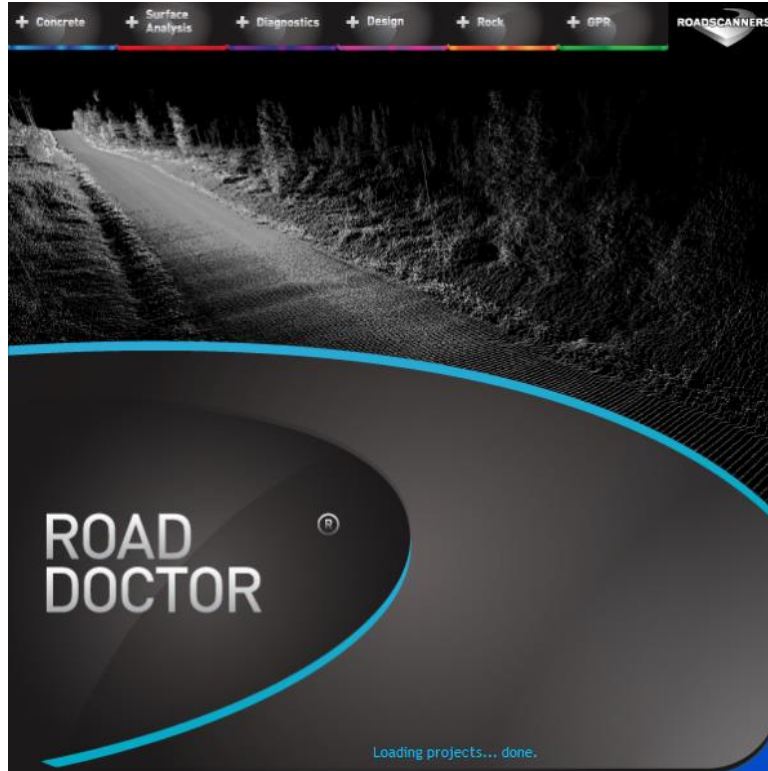 + Concrete
+ Surface Analysis
+ Diagnostics
+ Design
+ Rock
+ GPR
ROADSCANNERS
ROAD ®
DOCTOR
Loading projects... done.